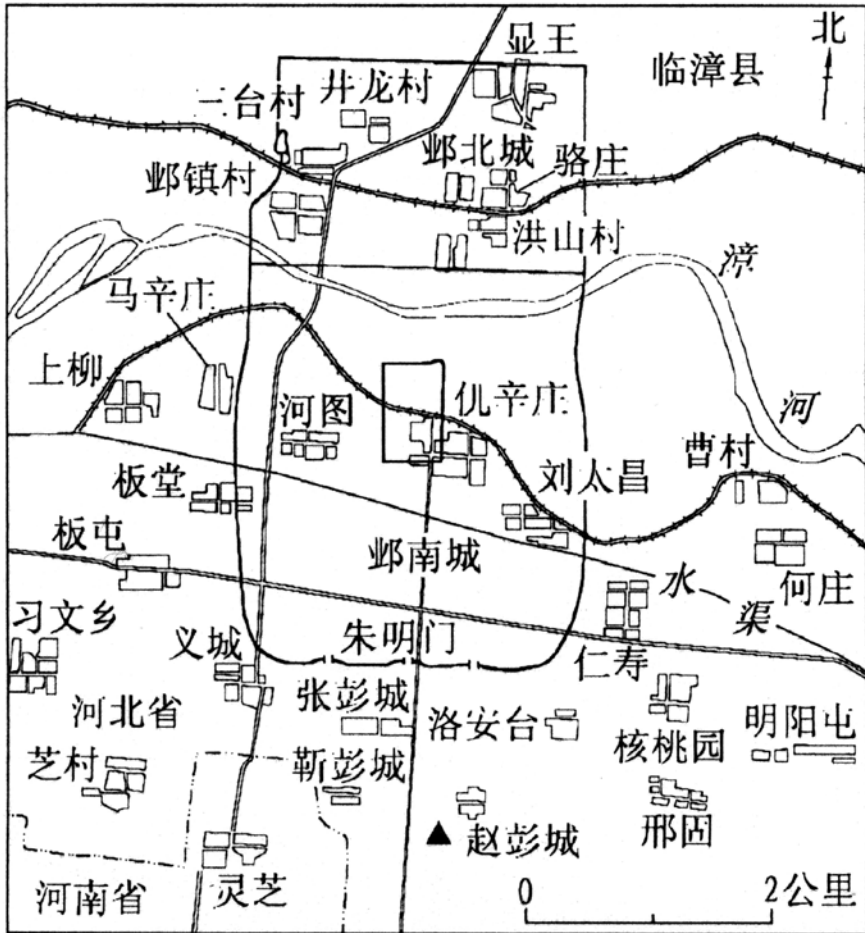 显王
北
临漳县
三台村
井龙村
邺北城
骆庄
邺镇村
洪山村
漳
马辛庄
上柳
河图
仉辛庄
河
曹村
刘太昌
板堂
板屯
邺南城
水
何庄
渠
习文乡
义城
朱明门
仁寿
张彭城
洛安台
河北省
核桃园
明阳屯
芝村
靳彭城
赵彭城
邢固
灵芝
河南省
0
2公里